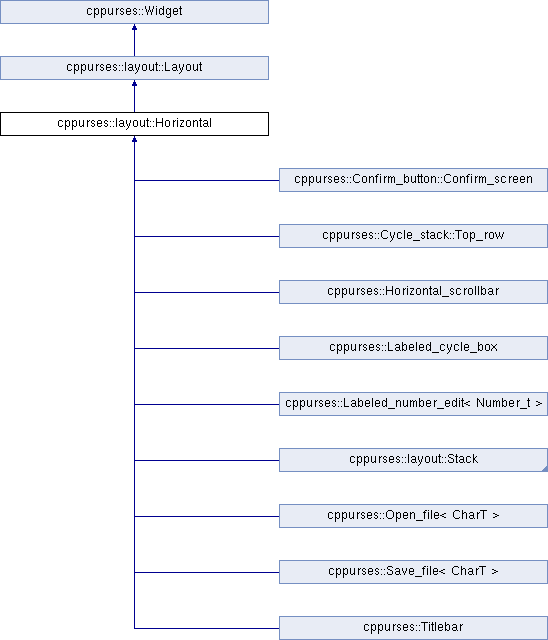 cppurses::Widget
cppurses::layout::Layout
cppurses::layout::Horizontal
cppurses::Confirm_button::Confirm_screen
cppurses::Cycle_stack::Top_row
cppurses::Horizontal_scrollbar
cppurses::Labeled_cycle_box
cppurses::Labeled_number_edit< Number_t >
cppurses::layout::Stack
cppurses::Open_file< CharT >
cppurses::Save_file< CharT >
cppurses::Titlebar